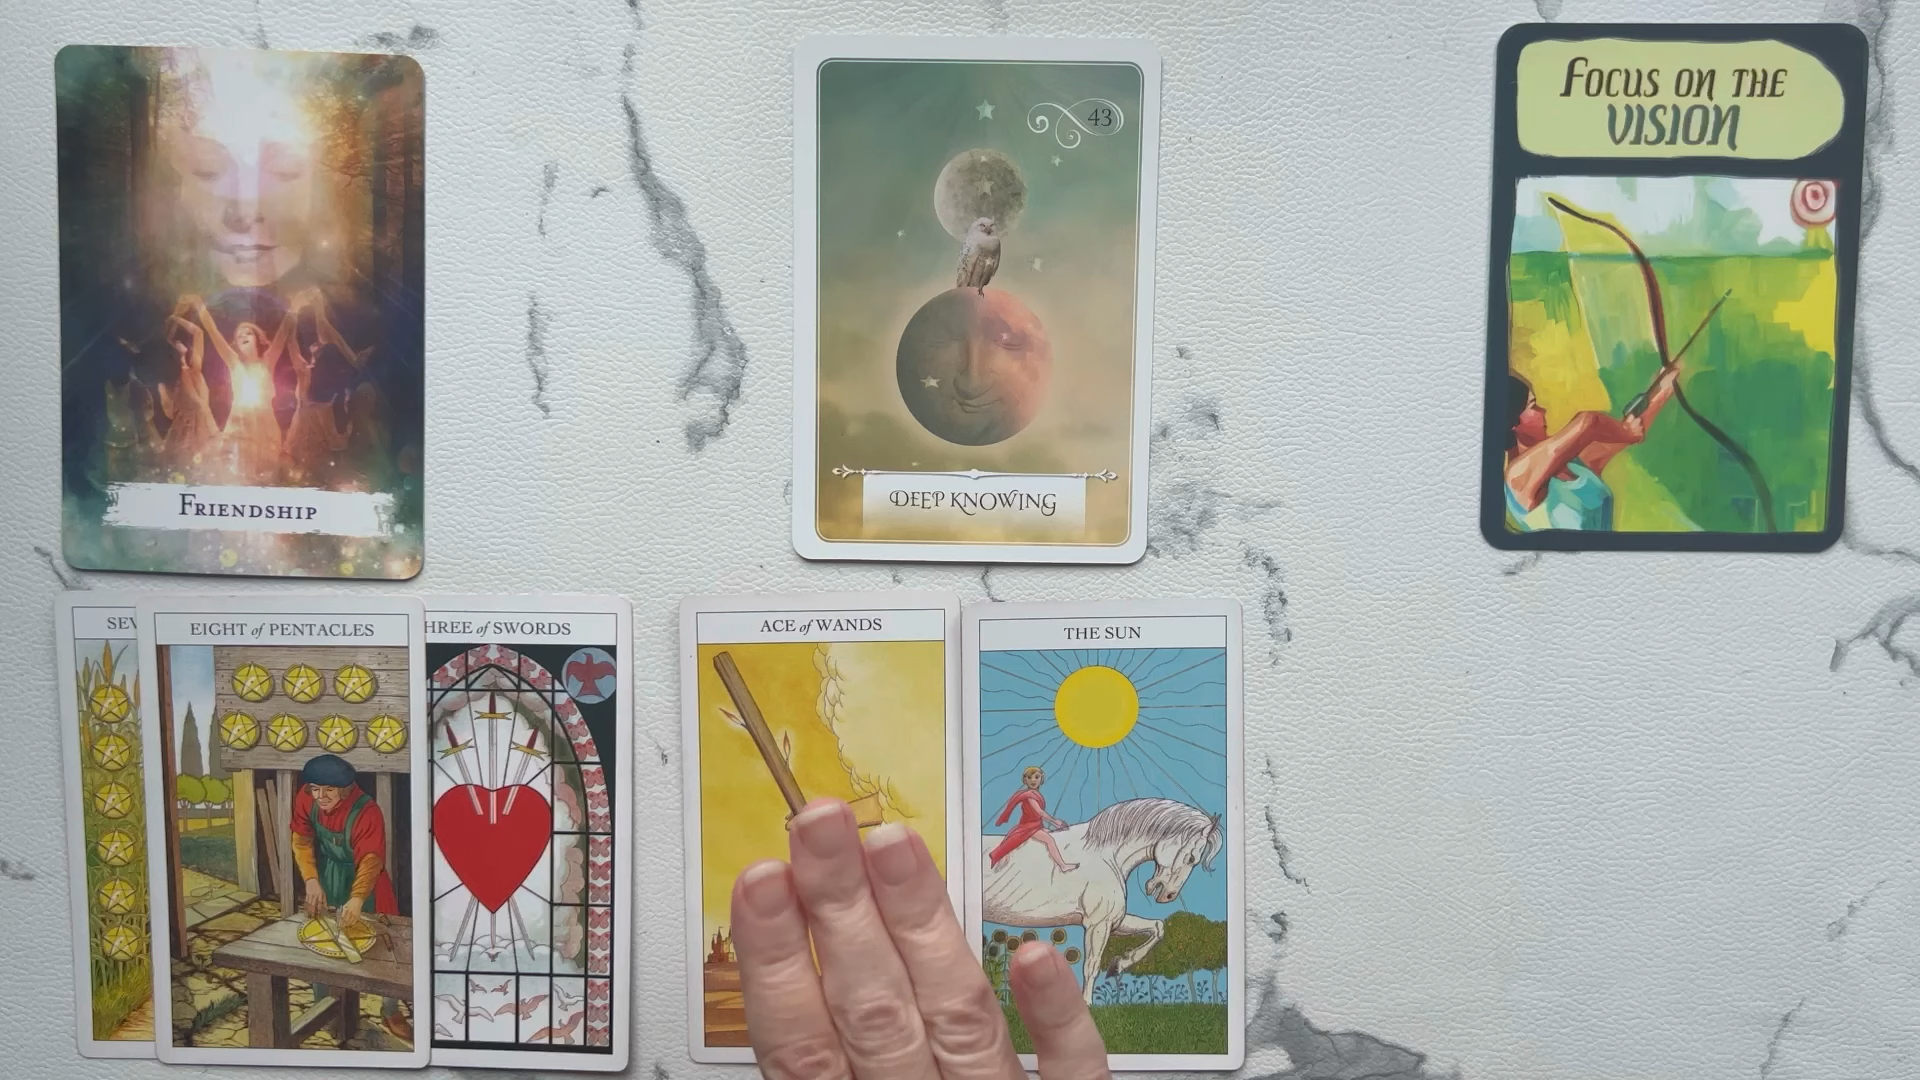 Friendship
43
DEEP KNOWING
FOCUS ON THE
VISION
SEV
EIGHT of PENTACLES
HREE of SWORDS
ACE of WANDS
THE SUN